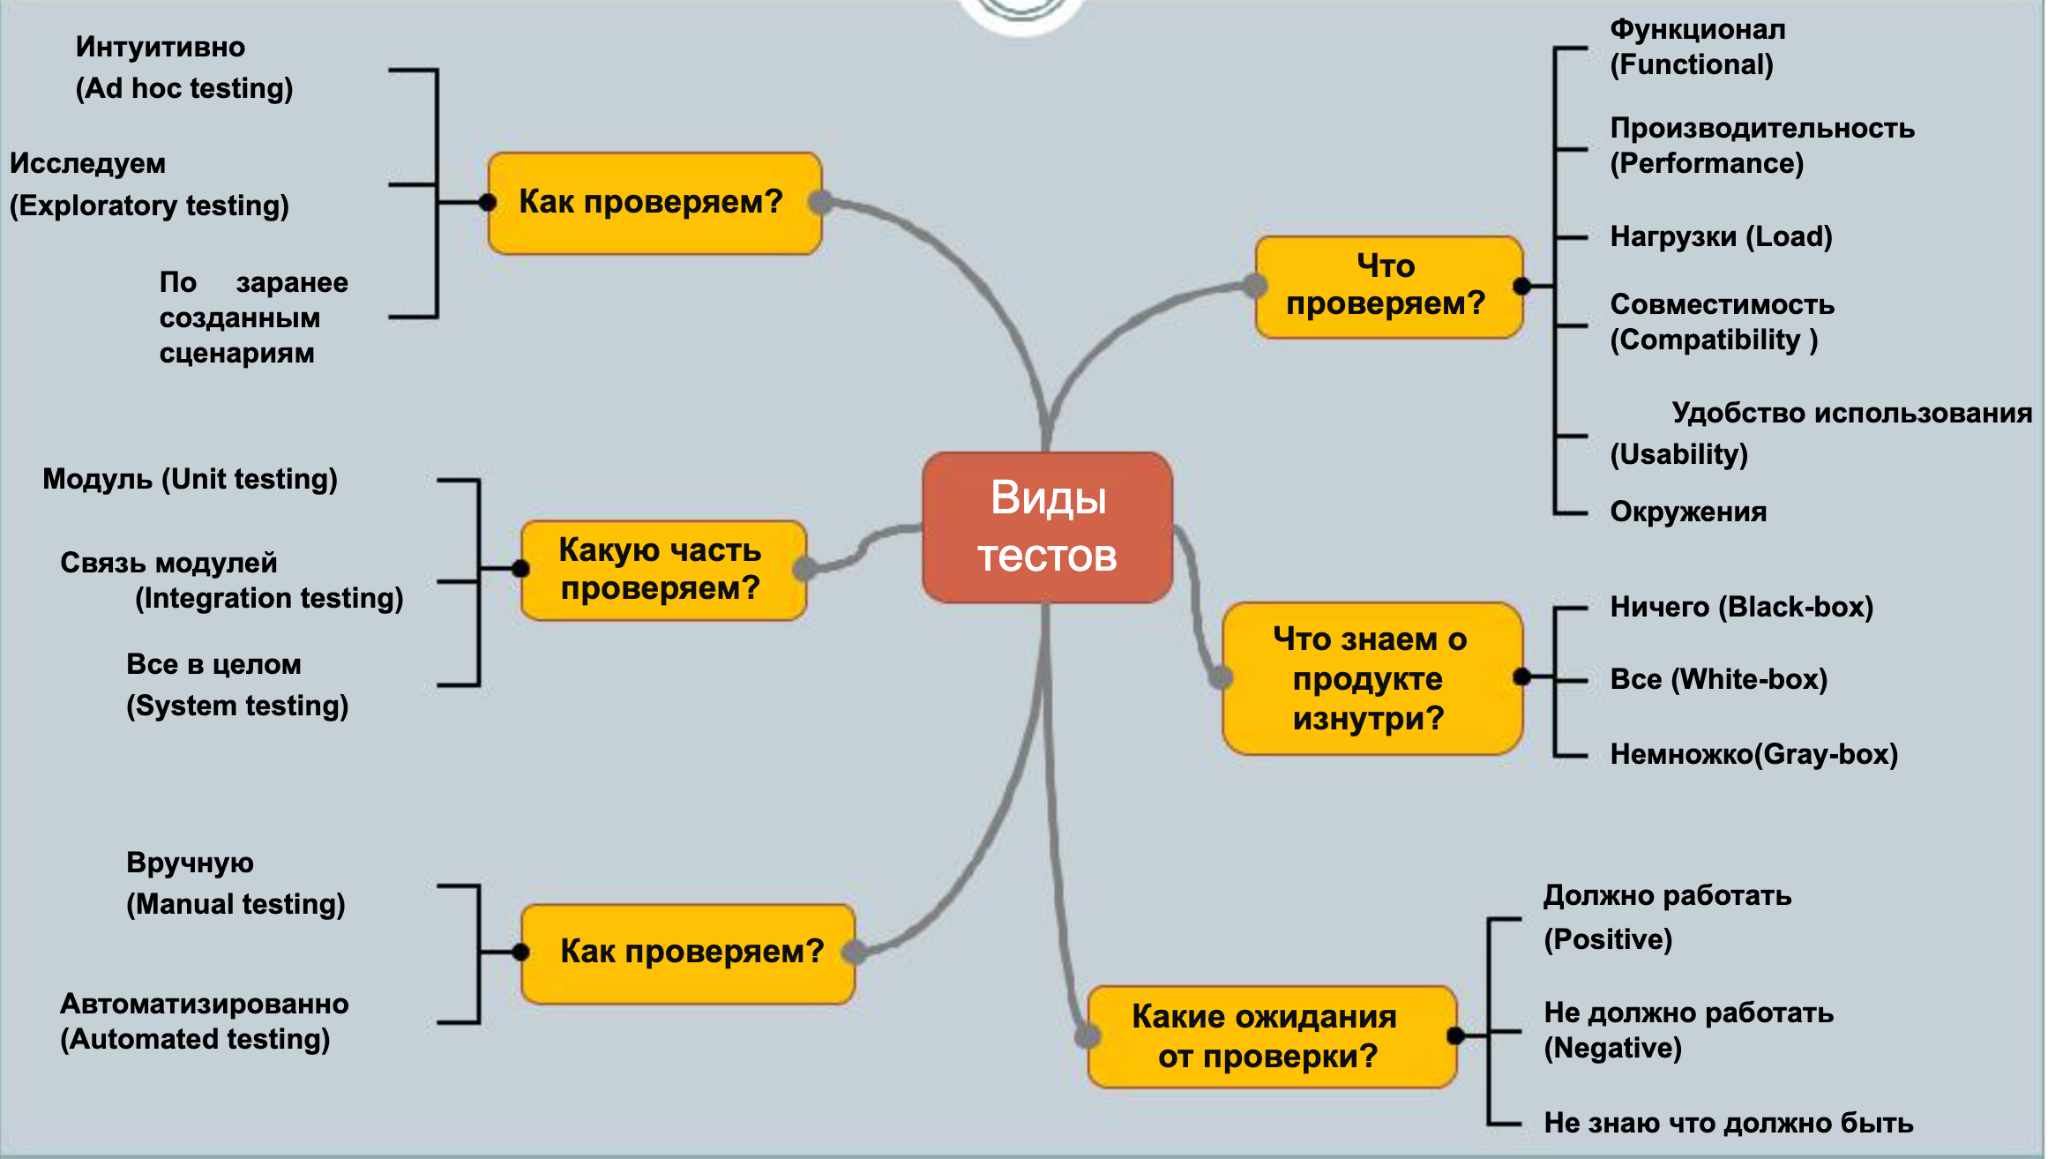 Виды
тестов
Как проверяем?
Интуитивно
(Ad hoc testing)
Исследуем
(Exploratory testing)
По заранее
созданным
сценариям
Какую часть
проверяем?
Модуль (Unit testing)
Связь модулей
(Integration testing)
Все в целом
(System testing)
Как проверяем?
Вручную
(Manual testing)
Автоматизированно
(Automated testing)
Что
проверяем?
Функционал
(Functional)
Производительность
(Performance)
Нагрузки (Load)
Совместимость
(Compatibility )
Удобство использования
(Usability)
Окружения
Что знаем о
продукте
изнутри?
Ничего (Black-box)
Все (White-box)
Немножко(Gray-box)
Какие ожидания
от проверки?
Должно работать
(Positive)
Не должно работать
(Negative)
Не знаю что должно быть